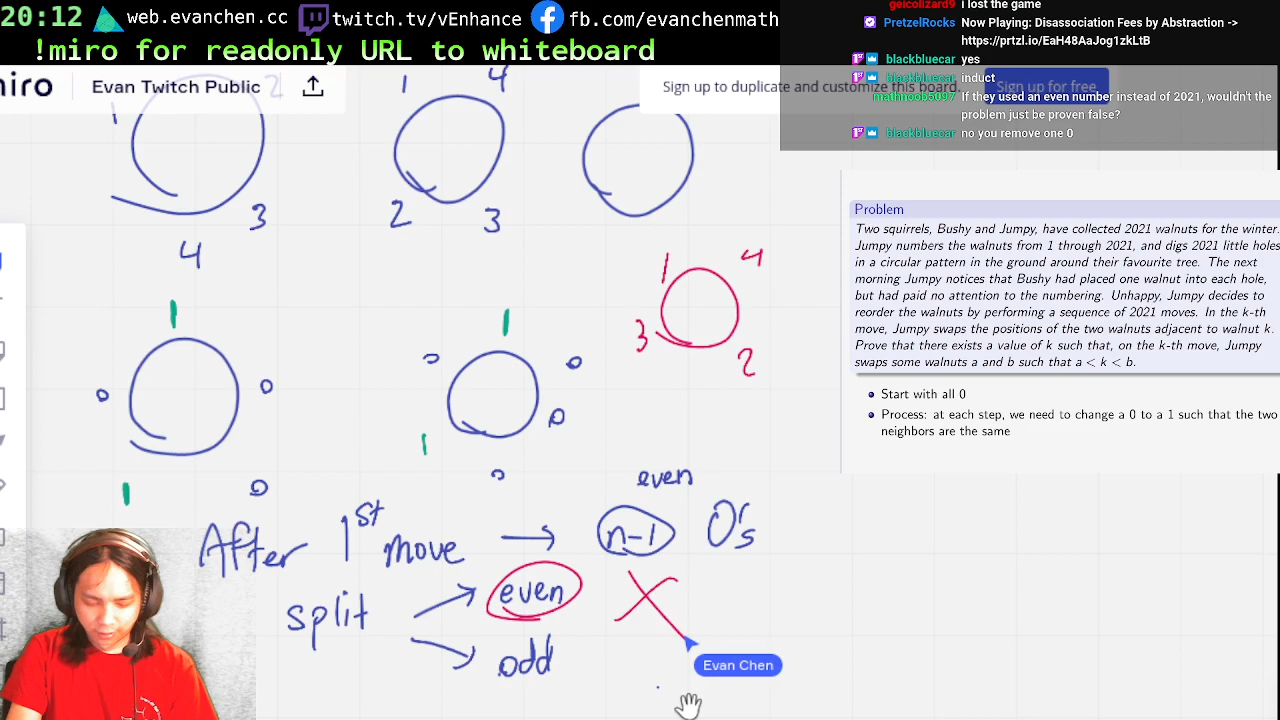 20:12 web.evanchen.cc twitch.tv/vEnhance fb.com/evanchenmath
!miro for readonly URL to whiteboard
geicolizard9 I lost the game
PretzelRocks Now Playing: Disassociation Fees by Abstraction ->
https://prtzl.io/EaH48AaJog1zkLtB
blackbluecar yes
blackbluecar induct
mathnoob5097 If they used an even number instead of 2021, wouldn't the
problem just be proven false?
blackbluecar no you remove one 0
miro Evan Twitch Public
Sign up to duplicate and customize this board.
Sign up for free
1 2
3
4
1 4
2 3
1 4
3 2
1
0 0
1 0
1
0 0
0
1
0
Problem
Two squirrels, Bushy and Jumpy, have collected 2021 walnuts for the winter.
Jumpy numbers the walnuts from 1 through 2021, and digs 2021 little holes
in a circular pattern in the ground around their favourite tree. The next
morning Jumpy notices that Bushy had placed one walnut into each hole,
but had paid no attention to the numbering. Unhappy, Jumpy decides to
reorder the walnuts by performing a sequence of 2021 moves. In the k-th
move, Jumpy swaps the positions of the two walnuts adjacent to walnut k.
Prove that there exists a value of k such that, on the k-th move, Jumpy
swaps some walnuts a and b such that a < k < b.
Start with all 0
Process: at each step, we need to change a 0 to a 1 such that the two
neighbors are the same
even
After 1st move → n-1 0's
split → even
→ odd
Evan Chen